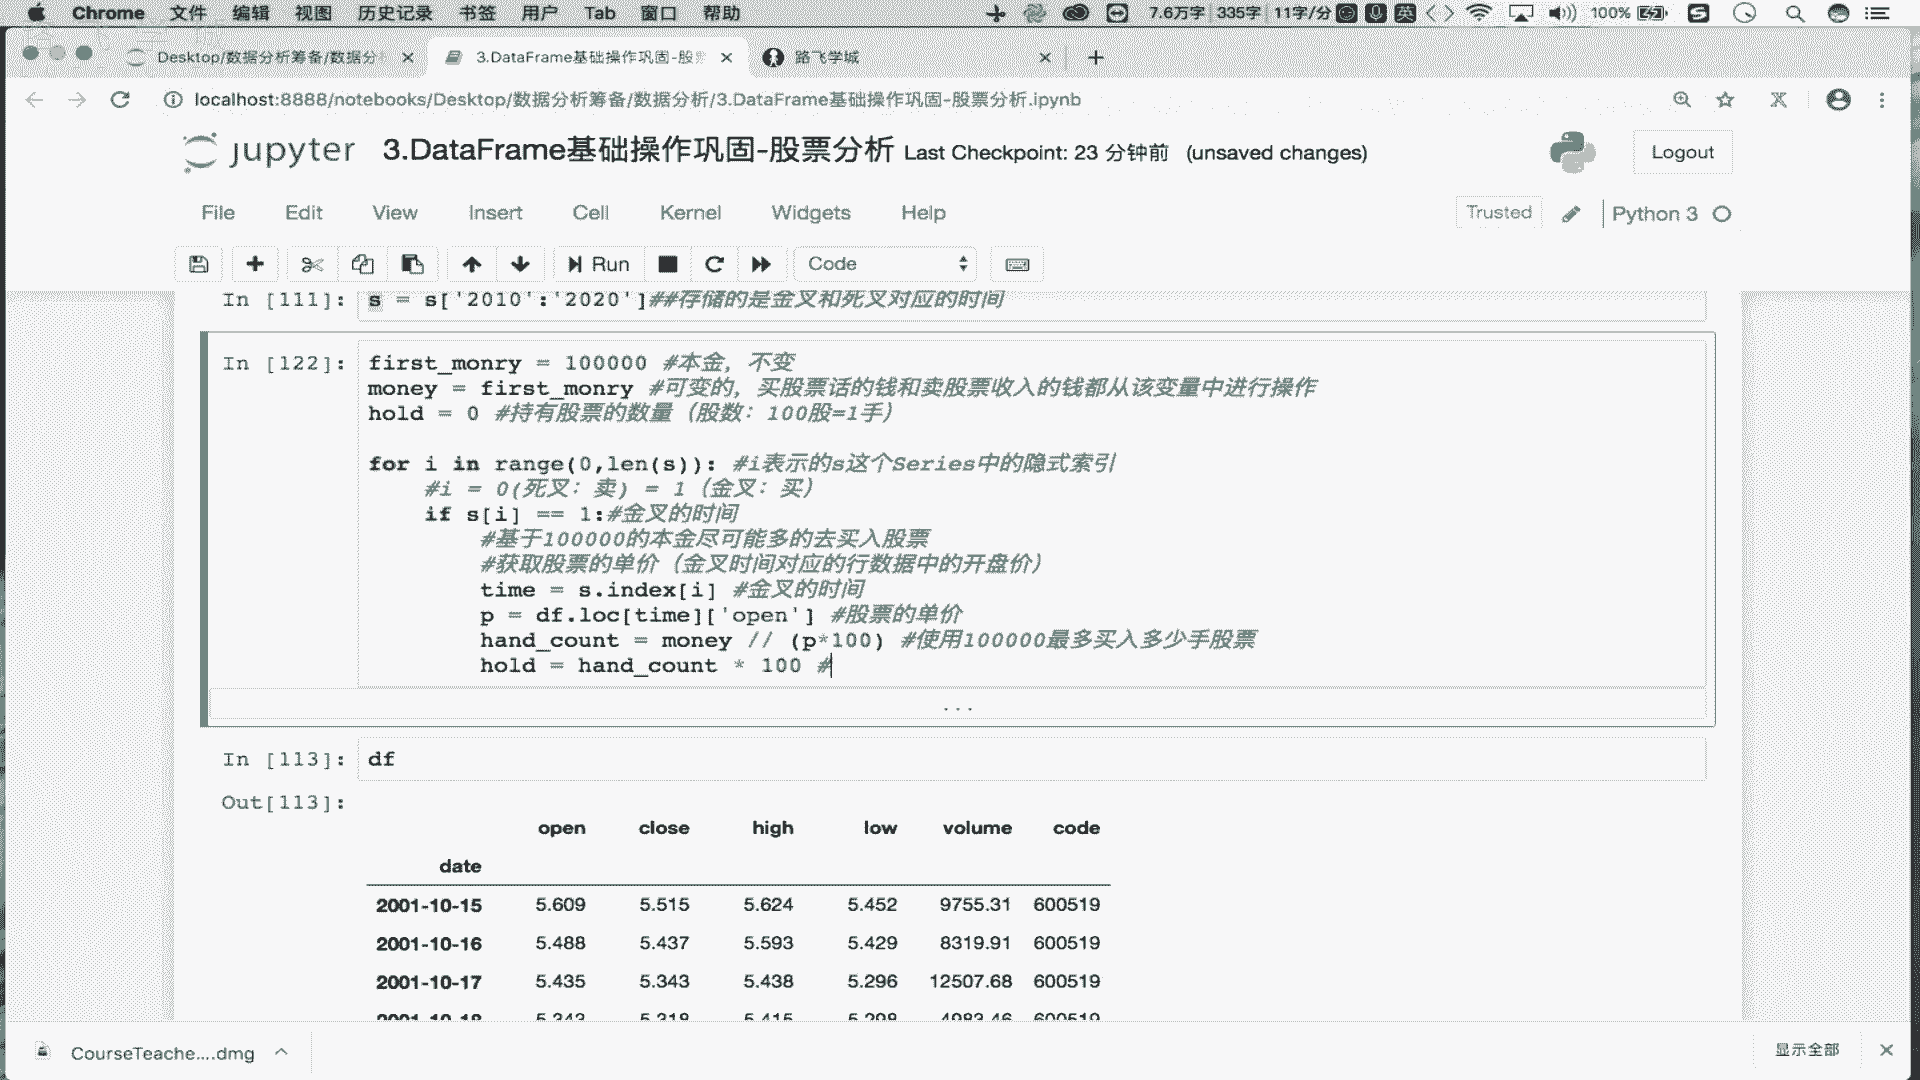 Chrome 文件 编辑 视图 历史记录 书签 用户 Tab 窗口 帮助 7.6万字 335字 11字/分 英 100%
Desktop/数据分析筹备/数据分 3.DataFrame基础操作巩固-股 路飞学城
localhost:8888/notebooks/Desktop/数据分析筹备/数据分析/3.DataFrame基础操作巩固-股票分析.ipynb
jupyter 3.DataFrame基础操作巩固-股票分析 Last Checkpoint: 23 分钟前 (unsaved changes) Logout
File Edit View Insert Cell Kernel Widgets Help Trusted Python 3
Run Code
In [111]: s = s['2010':'2020']##存储的是金叉和死叉对应的时间
In [122]: first_monry = 100000 #本金，不变
money = first_monry #可变的，买股票话的钱和卖股票收入的钱都从该变量中进行操作
hold = 0 #持有股票的数量（股数：100股=1手）
for i in range(0,len(s)): #i表示的s这个Series中的隐式索引
#i = 0(死叉：卖) = 1（金叉：买）
if s[i] == 1:#金叉的时间
#基于100000的本金尽可能多的去买入股票
#获取股票的单价（金叉时间对应的行数据中的开盘价）
time = s.index[i] #金叉的时间
p = df.loc[time]['open'] #股票的单价
hand_count = money // (p*100) #使用100000最多买入多少手股票
hold = hand_count * 100 #
...
In [113]: df
Out[113]:
open close high low volume code
date
2001-10-15 5.609 5.515 5.624 5.452 9755.31 600519
2001-10-16 5.488 5.437 5.593 5.429 8319.91 600519
2001-10-17 5.435 5.343 5.438 5.296 12507.68 600519
2001-10-18 5.343 5.318 5.415 5.298 4983.46 600519
CourseTeache....dmg 显示全部